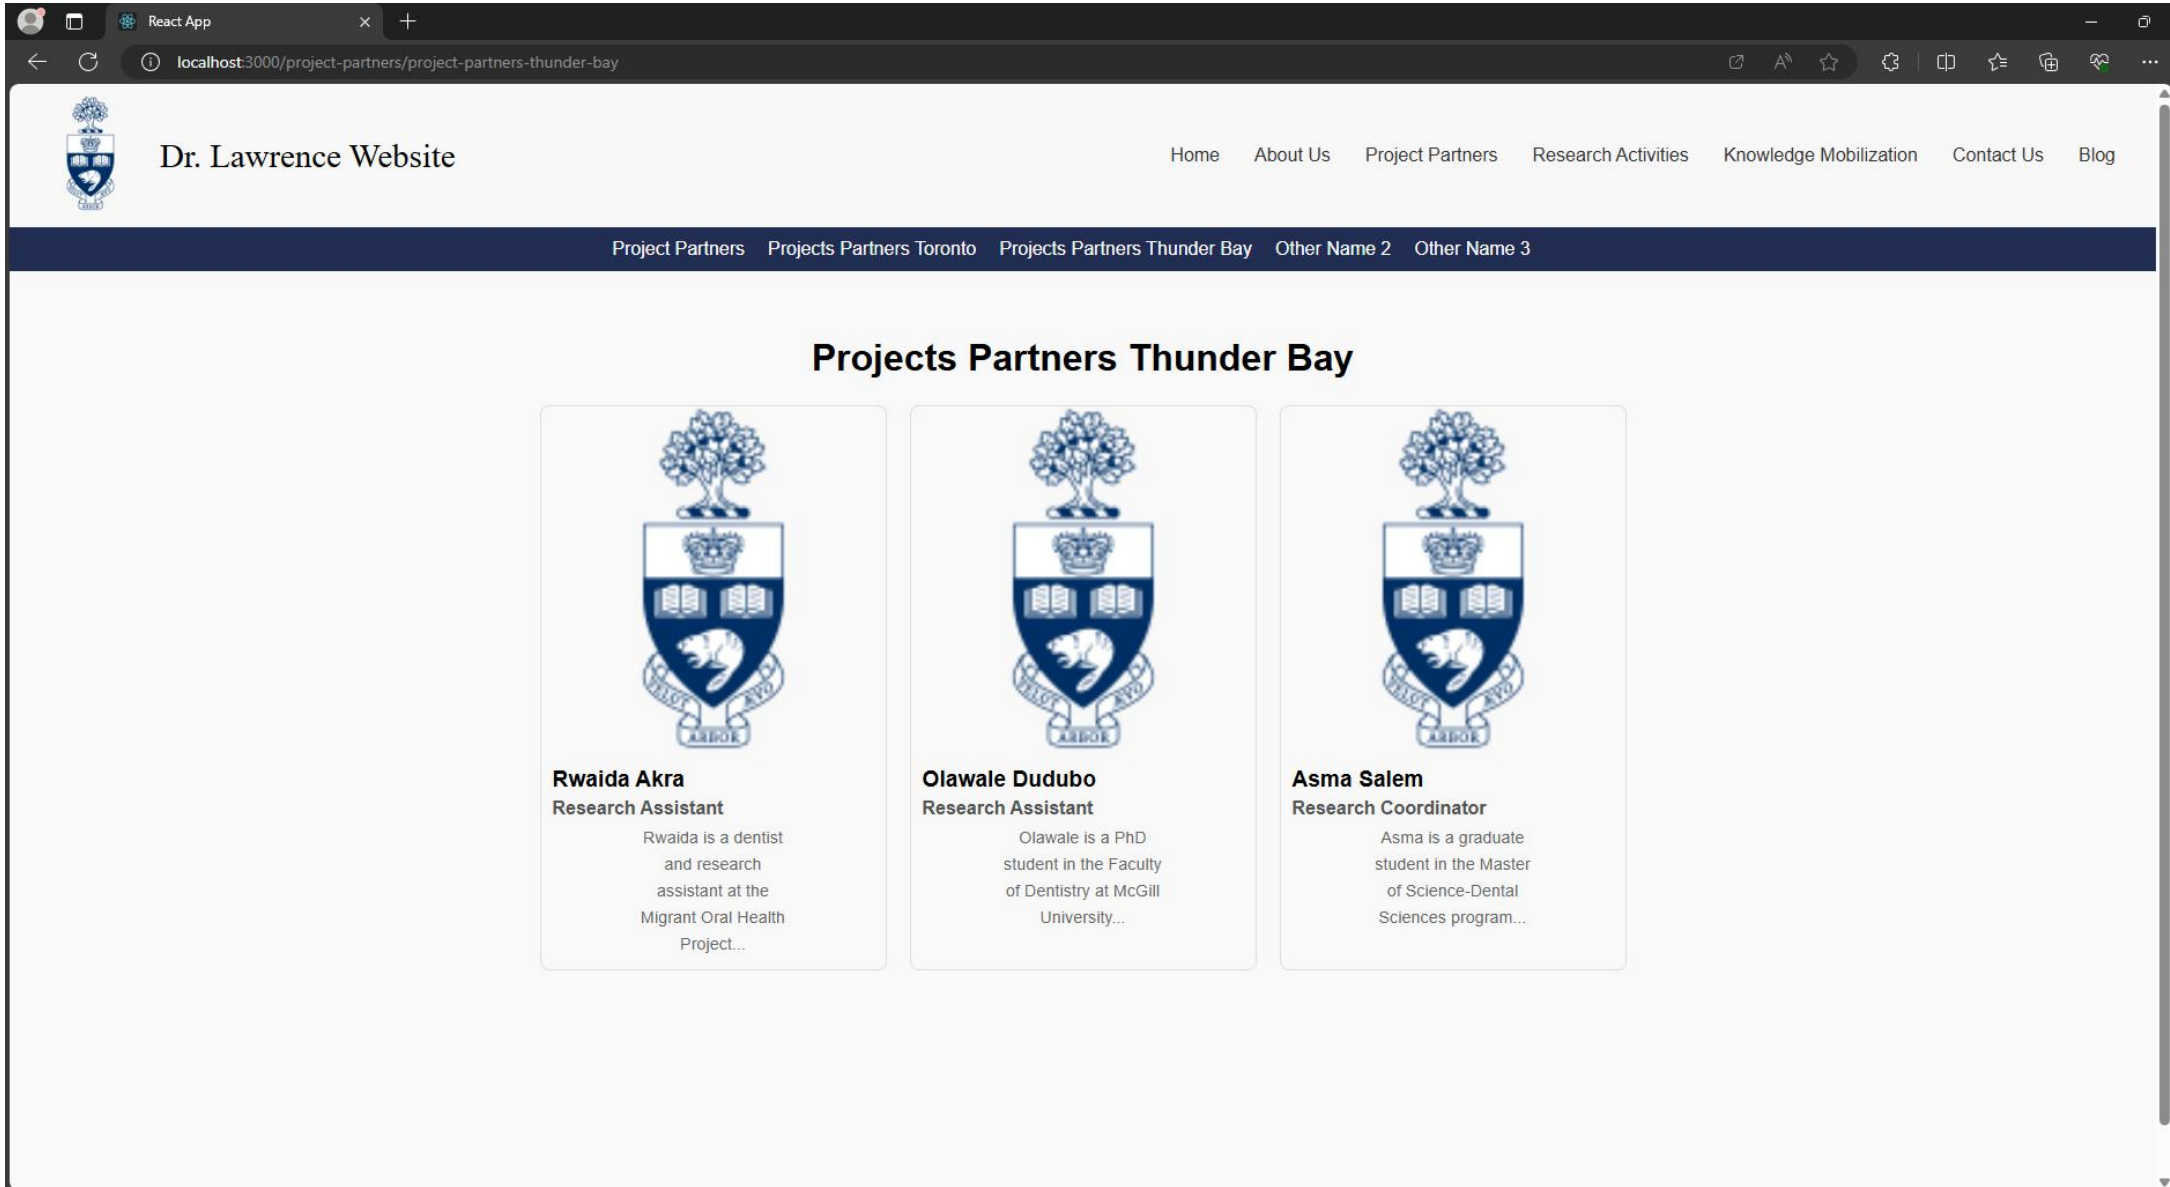 React App
localhost:3000/project-partners/project-partners-thunder-bay
Dr. Lawrence Website
Home About Us Project Partners Research Activities Knowledge Mobilization Contact Us Blog
Project Partners Projects Partners Toronto Projects Partners Thunder Bay Other Name 2 Other Name 3
Projects Partners Thunder Bay
ARBOR
Rwaida Akra
Research Assistant
Rwaida is a dentist
and research
assistant at the
Migrant Oral Health
Project...
ARBOR
Olawale Dudubo
Research Assistant
Olawale is a PhD
student in the Faculty
of Dentistry at McGill
University...
ARBOR
Asma Salem
Research Coordinator
Asma is a graduate
student in the Master
of Science-Dental
Sciences program...